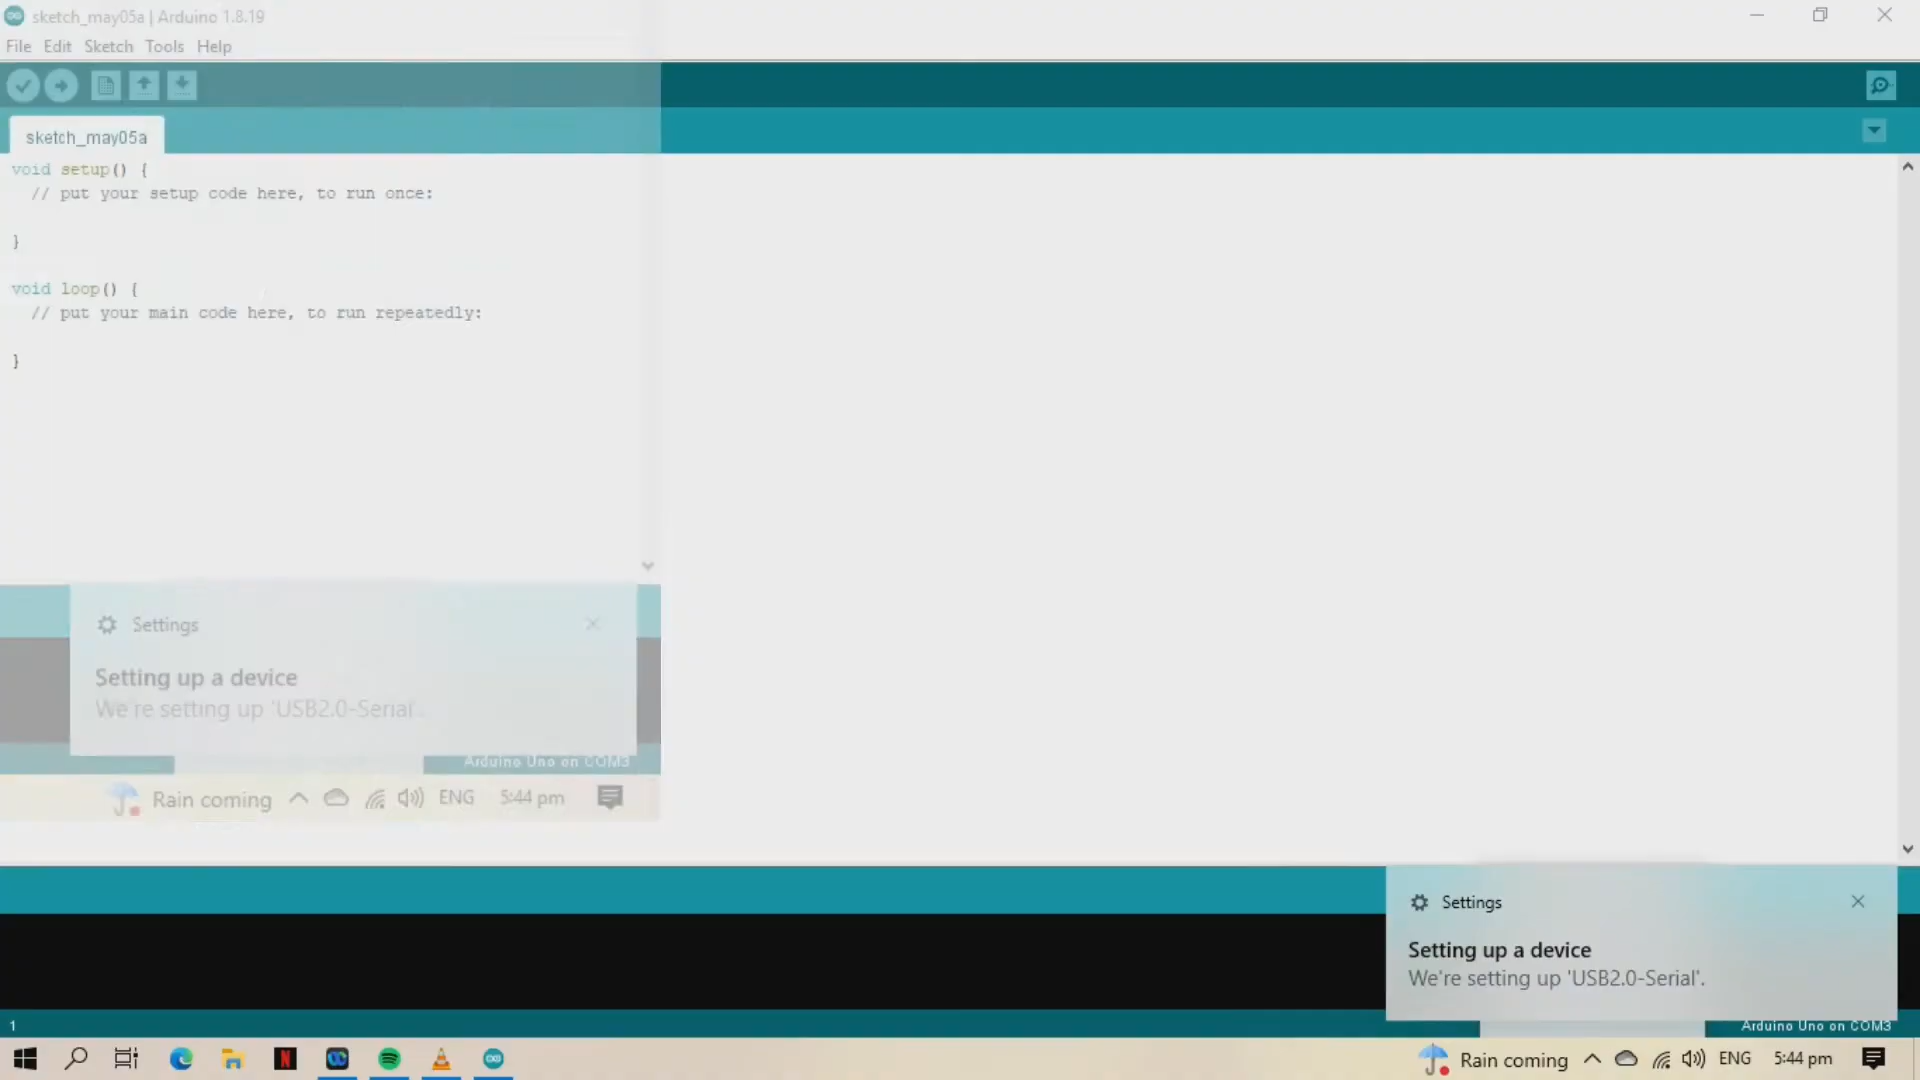 sketch_may05a | Arduino 1.8.19
File Edit Sketch Tools Help
sketch_may05a
void setup() {
// put your setup code here, to run once:
}
void loop() {
// put your main code here, to run repeatedly:
}
Settings
Setting up a device
We're setting up 'USB2.0-Serial'.
Arduino Uno on COM3
Rain coming ENG 5:44 pm
Settings
Setting up a device
We're setting up 'USB2.0-Serial'.
1 Arduino Uno on COM3
Rain coming ENG 5:44 pm